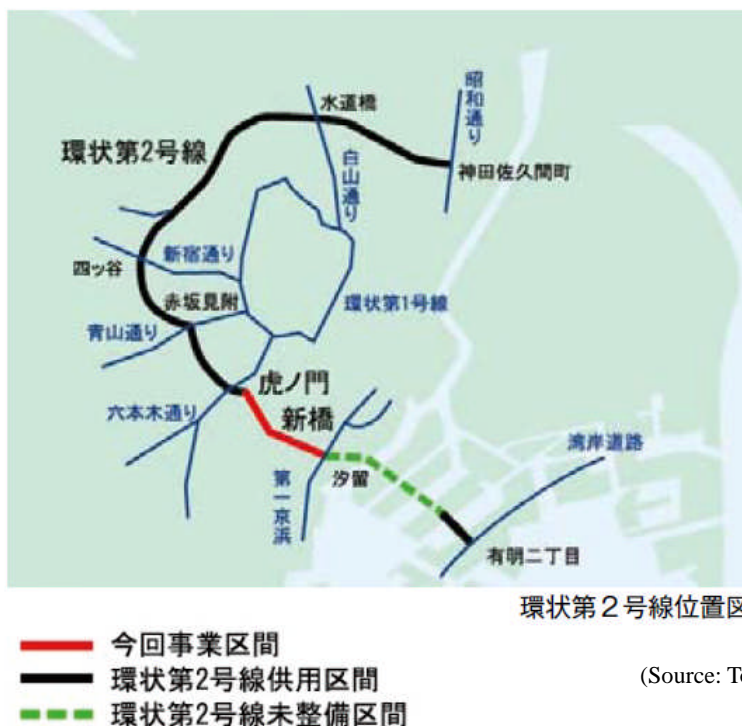 水道橋
昭和通り
環状第2号線
白山通り
神田佐久間町
新宿通り
四ッ谷
赤坂見附
環状第1号線
青山通り
虎ノ門
六本木通り
新橋
湾岸道路
第一京浜
汐留
有明二丁目
環状第2号線位置図
今回事業区間
(Source: To
環状第2号線供用区間
環状第2号線未整備区間